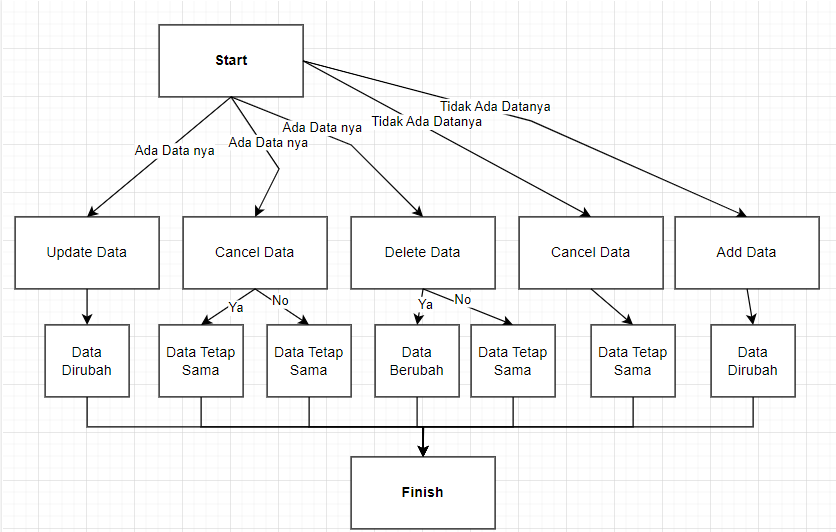 Start
Tidak Ada Datanya
Tidak Ada Datanya
Ada Data nya
Ada Data nya
Ada Data nya
Update Data
Cancel Data
Delete Data
Cancel Data
Add Data
Ya
No
Ya
No
Data
Dirubah
Data Tetap
Sama
Data Tetap
Sama
Data
Berubah
Data Tetap
Sama
Data Tetap
Sama
Data
Dirubah
Finish